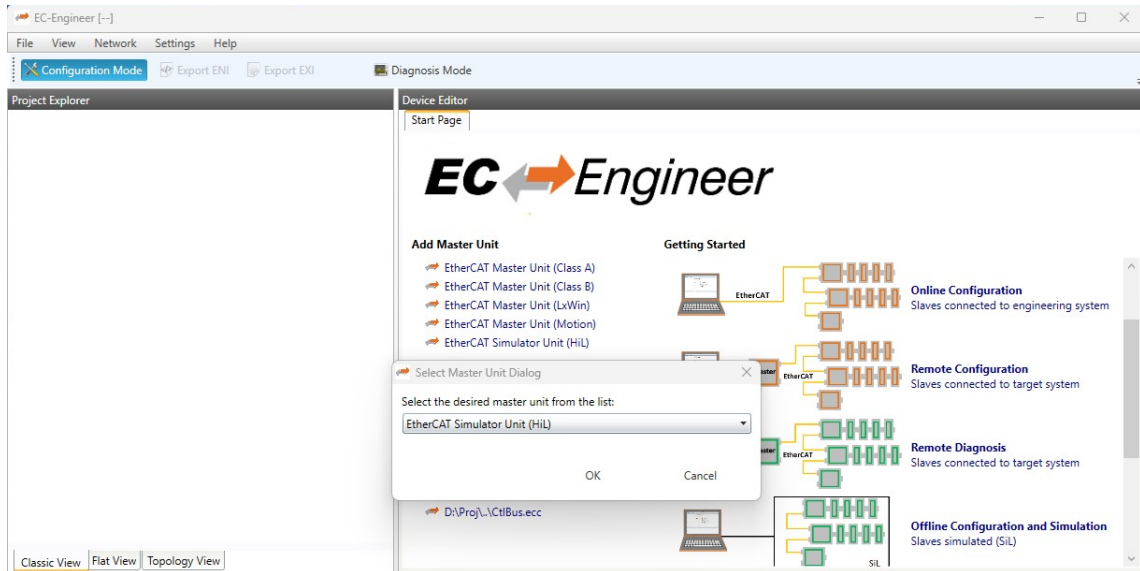 EC-Engineer [--]
File View Network Settings Help
Configuration Mode Export ENI Export EXI Diagnosis Mode
Project Explorer
Classic View Flat View Topology View
Device Editor
Start Page
EC Engineer
Add Master Unit
EtherCAT Master Unit (Class A)
EtherCAT Master Unit (Class B)
EtherCAT Master Unit (LxWin)
EtherCAT Master Unit (Motion)
EtherCAT Simulator Unit (HiL)
D:\Proj\..\CtlBus.ecc
Getting Started
EtherCAT
Online Configuration
Slaves connected to engineering system
EtherCAT
Remote Configuration
Slaves connected to target system
EtherCAT
Remote Diagnosis
Slaves connected to target system
SiL
Offline Configuration and Simulation
Slaves simulated (SiL)
Select Master Unit Dialog
Select the desired master unit from the list:
EtherCAT Simulator Unit (HiL)
OK Cancel